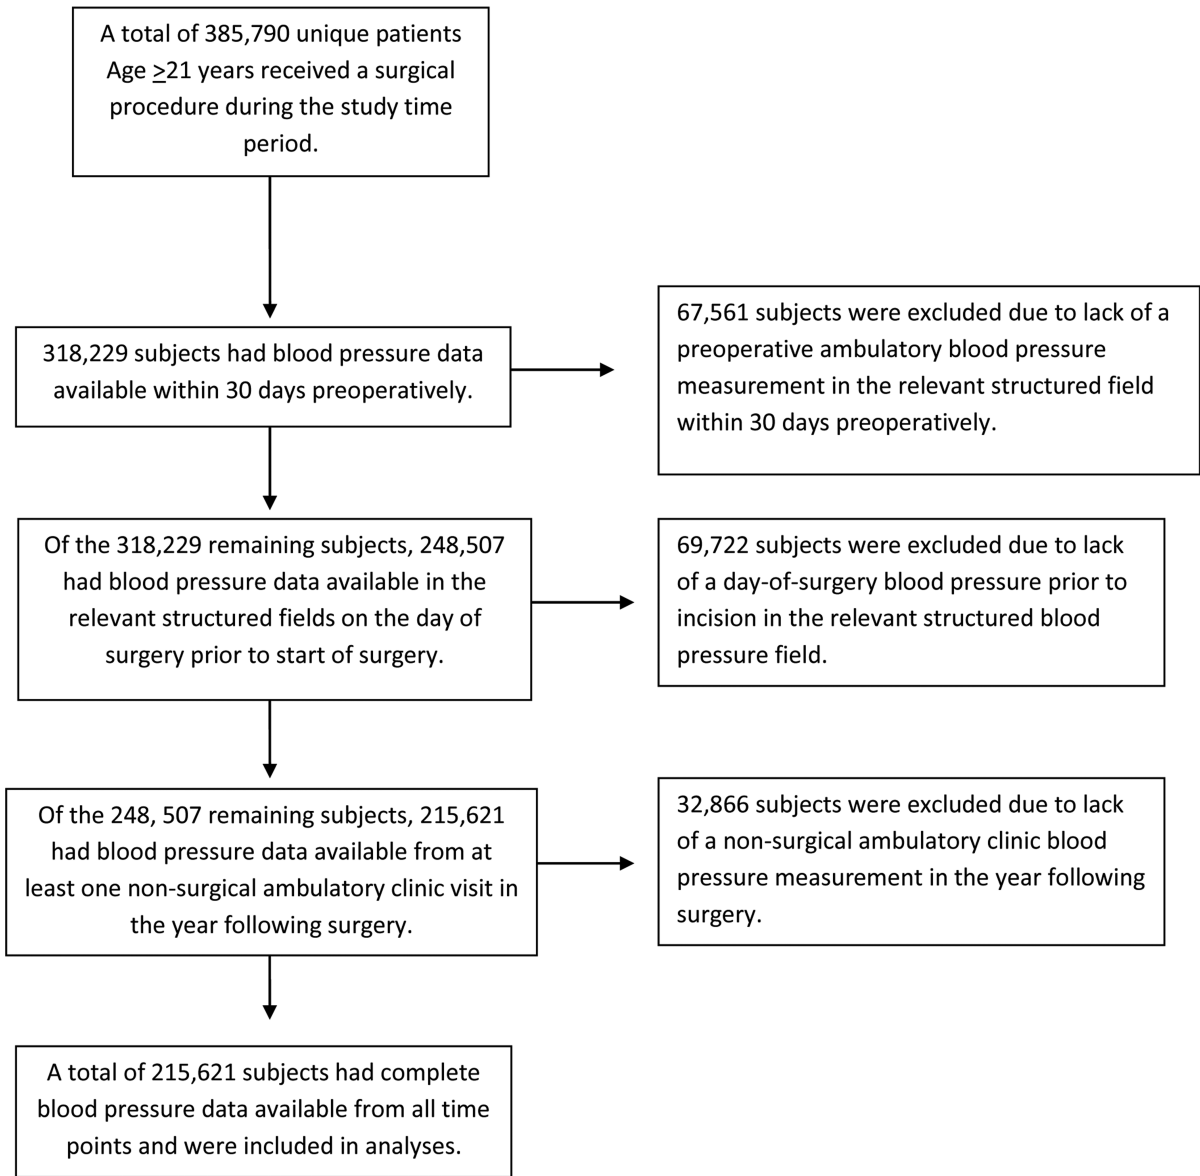 A total of 385,790 unique patients
Age ≥21 years received a surgical
procedure during the study time
period.
318,229 subjects had blood pressure data
available within 30 days preoperatively.
67,561 subjects were excluded due to lack of a
preoperative ambulatory blood pressure
measurement in the relevant structured field
within 30 days preoperatively.
Of the 318,229 remaining subjects, 248,507
had blood pressure data available in the
relevant structured fields on the day of
surgery prior to start of surgery.
69,722 subjects were excluded due to lack
of a day-of-surgery blood pressure prior to
incision in the relevant structured blood
pressure field.
Of the 248, 507 remaining subjects, 215,621
had blood pressure data available from at
least one non-surgical ambulatory clinic visit in
the year following surgery.
32,866 subjects were excluded due to lack
of a non-surgical ambulatory clinic blood
pressure measurement in the year following
surgery.
A total of 215,621 subjects had complete
blood pressure data available from all time
points and were included in analyses.